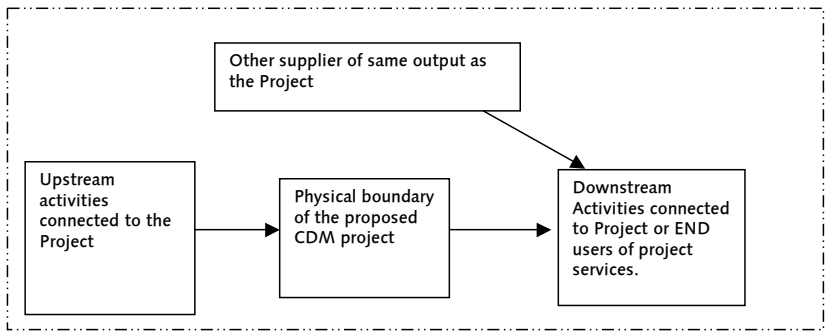 Other supplier of same output as
the Project
Upstream
activities
connected to the
Project
Physical boundary
of the proposed
CDM project
Downstream
Activities connected
to Project or END
users of project
services.